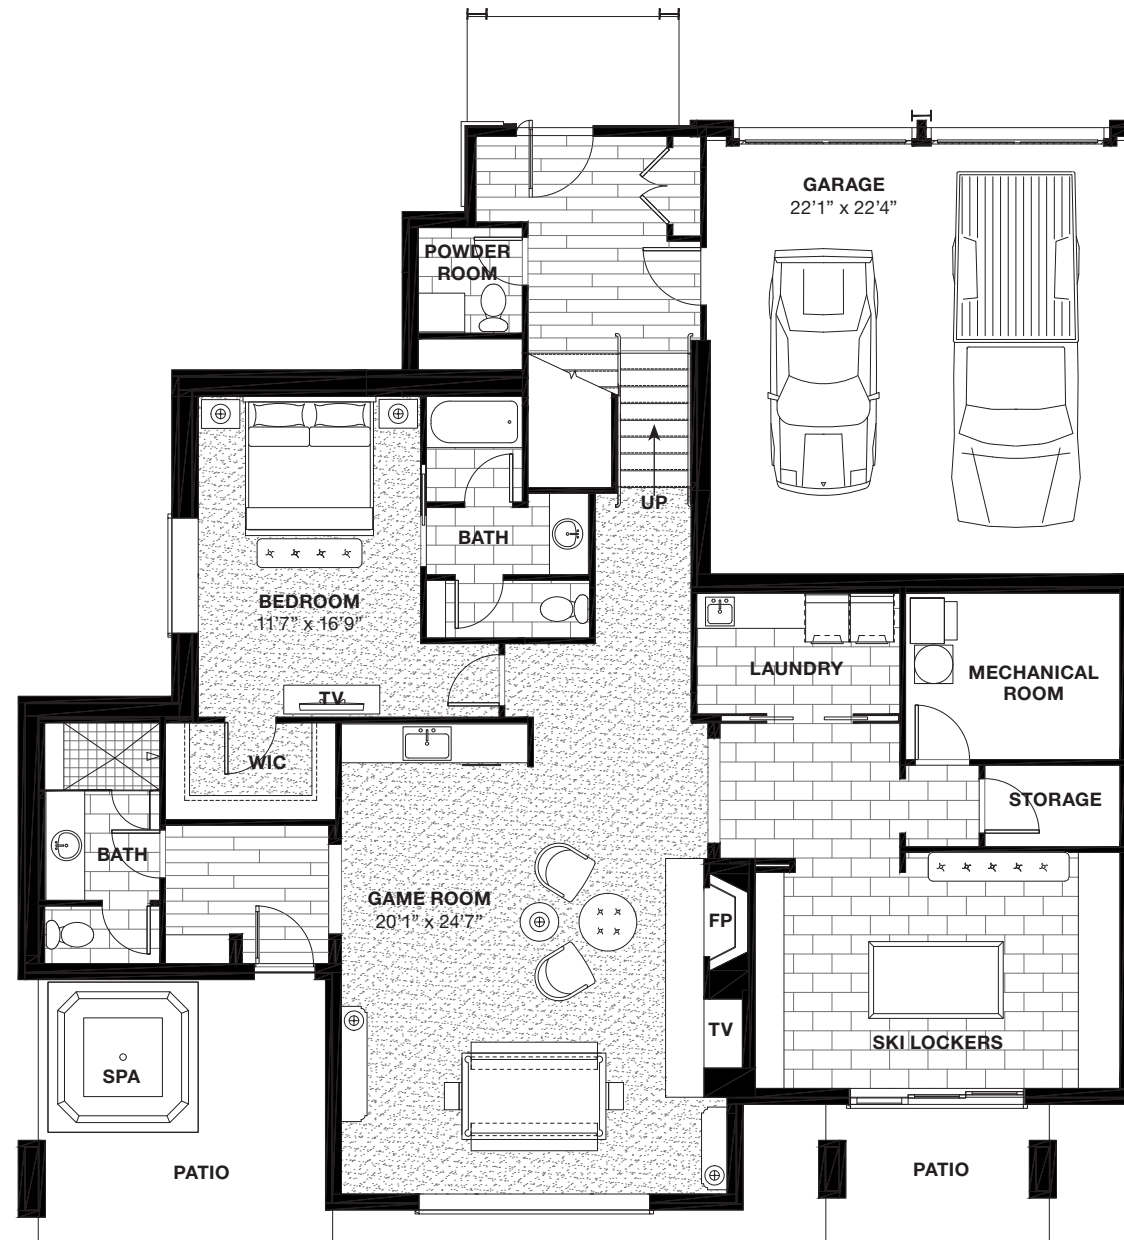 GARAGE
22’1” x 22’4”
POWDER
ROOM
UP
BATH
BEDROOM
11’7” x 16’9”
LAUNDRY
MECHANICAL
ROOM
TV
WIC
STORAGE
BATH
GAME ROOM
20’1” x 24’7”
FP
TV
SKI LOCKERS
SPA
PATIO
PATIO